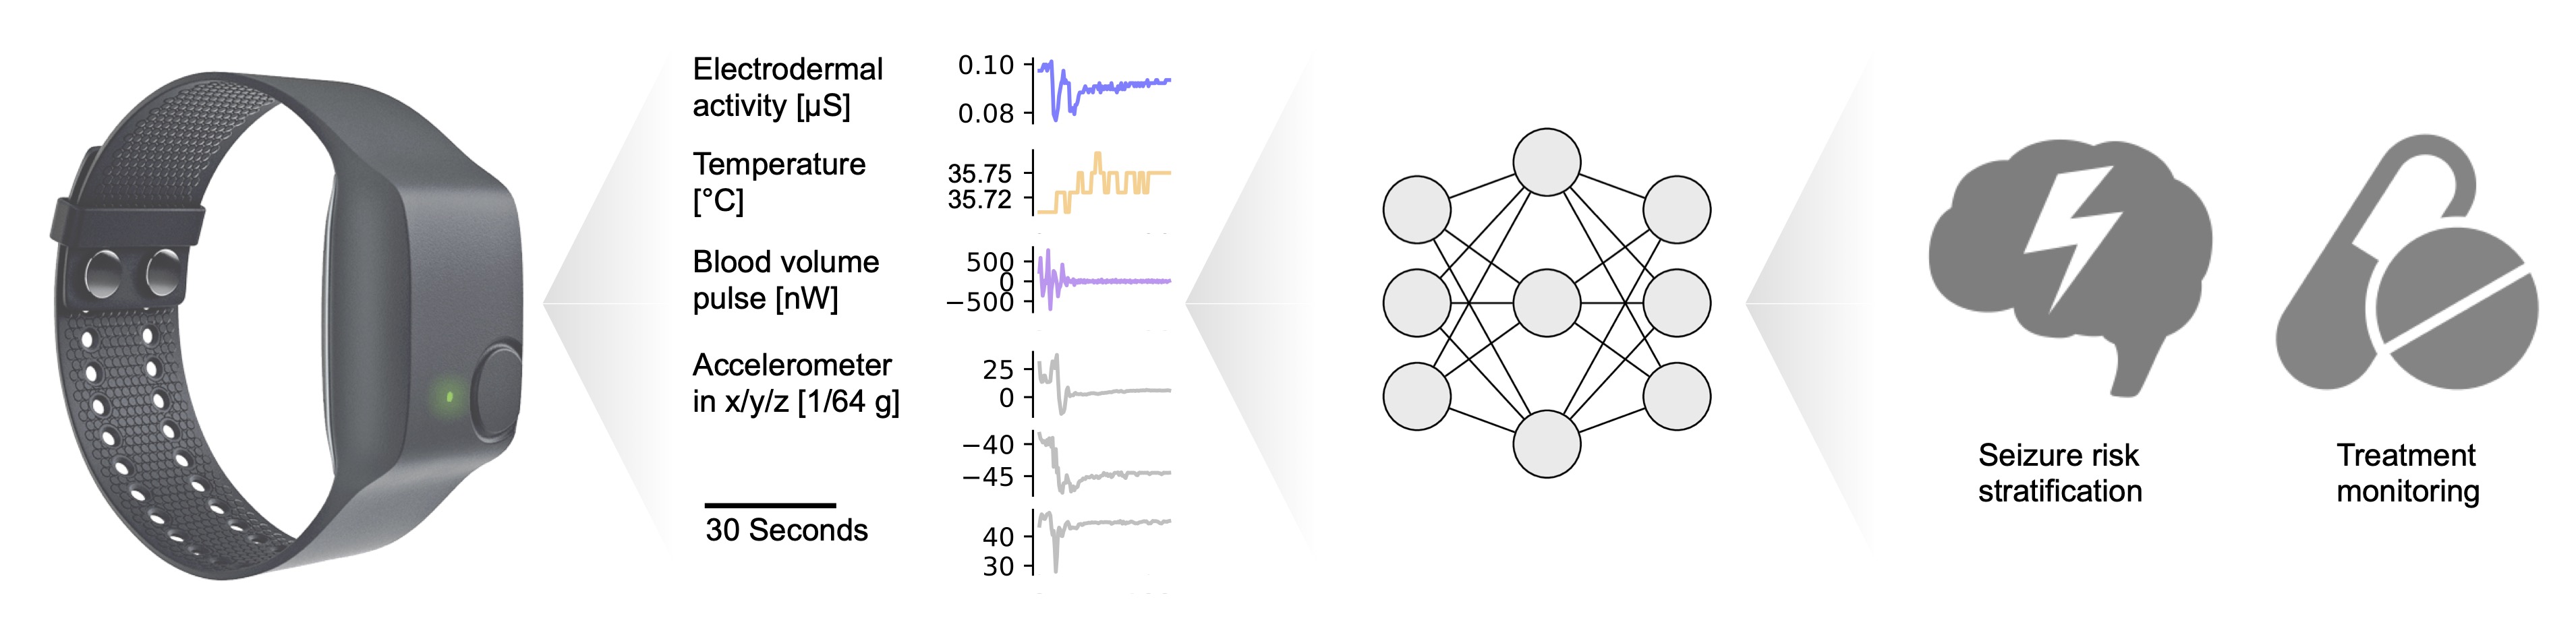 Electrodermal
activity [µS]
0.10
0.08
Temperature
[°C]
35.75
35.72
Blood volume
pulse [nW]
500
0
−500
Accelerometer
in x/y/z [1/64 g]
25
0
−40
−45
40
30
30 Seconds
Seizure risk
stratification
Treatment
monitoring